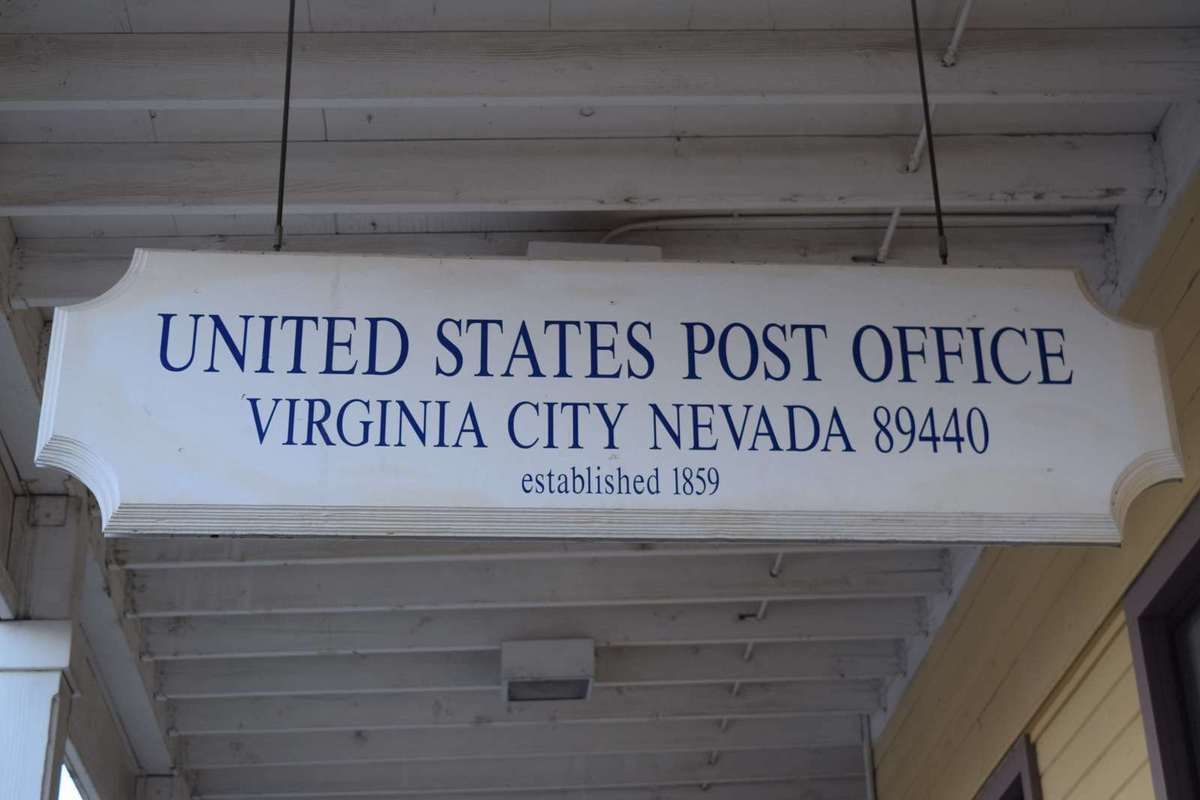 UNITED STATES POST OFFICE
VIRGINIA CITY NEVADA 89440
established 1859